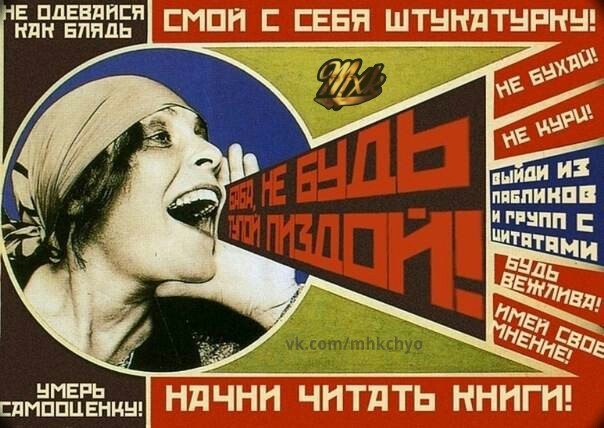 НЕ ОДЕВАЙСЯ
КАК БЛЯДЬ
СМОЙ С СЕБЯ ШТУКАТУРКУ!
Mxk
НЕ БУХАЙ!
НЕ КУРИ!
ВЫЙДИ ИЗ
ПАБЛИКОВ
И ГРУПП С
ЦИТАТАМИ
БАБА, НЕ БУДЬ
ТУПОЙ ПИЗДОЙ!
БУДЬ
ВЕЖЛИВА!
ИМЕЙ СВОЕ
МНЕНИЕ!
vk.com/mhkchyo
УМЕРЬ
САМООЦЕНКУ!
НАЧНИ ЧИТАТЬ КНИГИ!